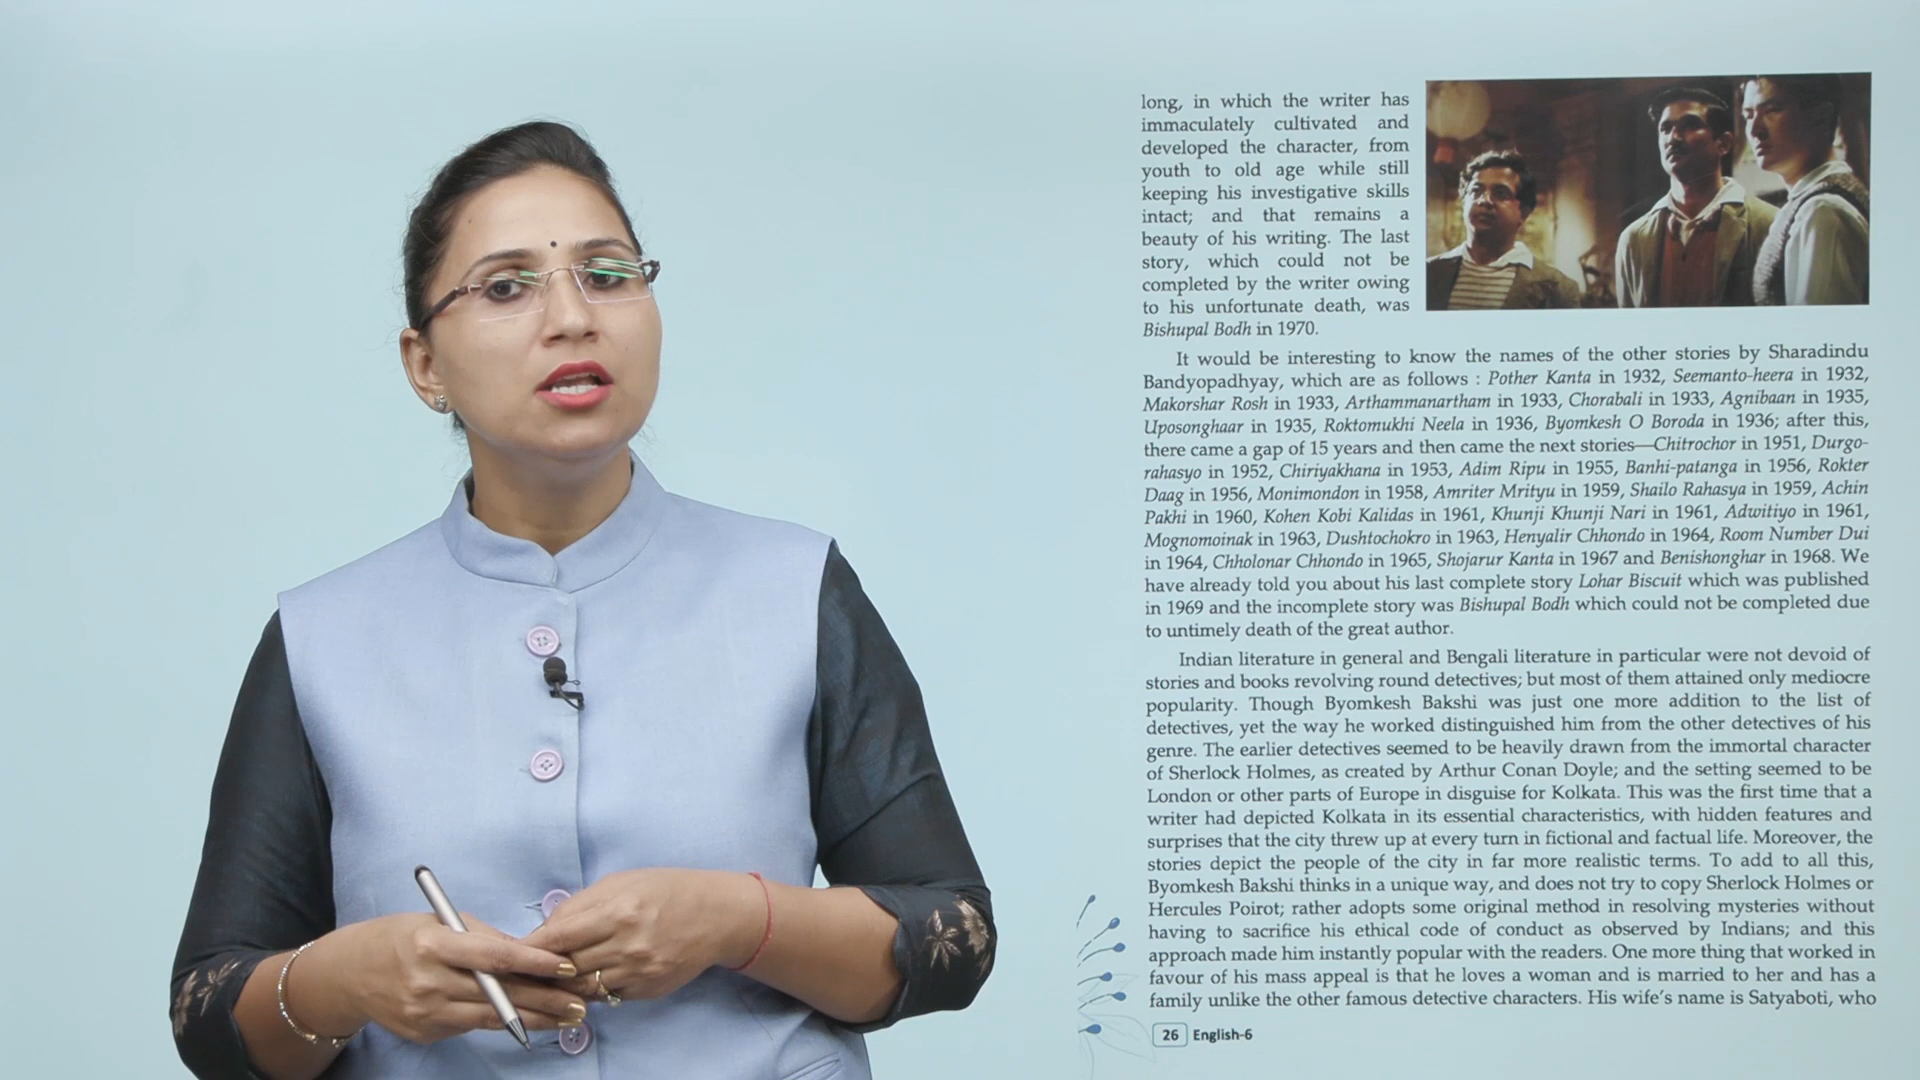 long, in which the writer has
immaculately cultivated and
developed the character, from
youth to old age while still
keeping his investigative skills
intact; and that remains a
beauty of his writing. The last
story, which could not be
completed by the writer owing
to his unfortunate death, was
Bishupal Bodh in 1970.
It would be interesting to know the names of the other stories by Sharadindu
Bandyopadhyay, which are as follows : Pother Kanta in 1932, Seemanto-heera in 1932,
Makorshar Rosh in 1933, Arthammanartham in 1933, Chorabali in 1933, Agnibaan in 1935,
Uposonghaar in 1935, Roktomukhi Neela in 1936, Byomkesh O Boroda in 1936; after this,
there came a gap of 15 years and then came the next stories—Chitrochor in 1951, Durgo-
rahasyo in 1952, Chiriyakhana in 1953, Adim Ripu in 1955, Banhi-patanga in 1956, Rokter
Daag in 1956, Monimondon in 1958, Amriter Mrityu in 1959, Shailo Rahasya in 1959, Achin
Pakhi in 1960, Kohen Kobi Kalidas in 1961, Khunji Khunji Nari in 1961, Adwitiyo in 1961,
Mognomoinak in 1963, Dushtochokro in 1963, Henyalir Chhondo in 1964, Room Number Dui
in 1964, Chholonar Chhondo in 1965, Shojarur Kanta in 1967 and Benishonghar in 1968. We
have already told you about his last complete story Lohar Biscuit which was published
in 1969 and the incomplete story was Bishupal Bodh which could not be completed due
to untimely death of the great author.
Indian literature in general and Bengali literature in particular were not devoid of
stories and books revolving round detectives; but most of them attained only mediocre
popularity. Though Byomkesh Bakshi was just one more addition to the list of
detectives, yet the way he worked distinguished him from the other detectives of his
genre. The earlier detectives seemed to be heavily drawn from the immortal character
of Sherlock Holmes, as created by Arthur Conan Doyle; and the setting seemed to be
London or other parts of Europe in disguise for Kolkata. This was the first time that a
writer had depicted Kolkata in its essential characteristics, with hidden features and
surprises that the city threw up at every turn in fictional and factual life. Moreover, the
stories depict the people of the city in far more realistic terms. To add to all this,
Byomkesh Bakshi thinks in a unique way, and does not try to copy Sherlock Holmes or
Hercules Poirot; rather adopts some original method in resolving mysteries without
having to sacrifice his ethical code of conduct as observed by Indians; and this
approach made him instantly popular with the readers. One more thing that worked in
favour of his mass appeal is that he loves a woman and is married to her and has a
family unlike the other famous detective characters. His wife's name is Satyaboti, who
26 English-6